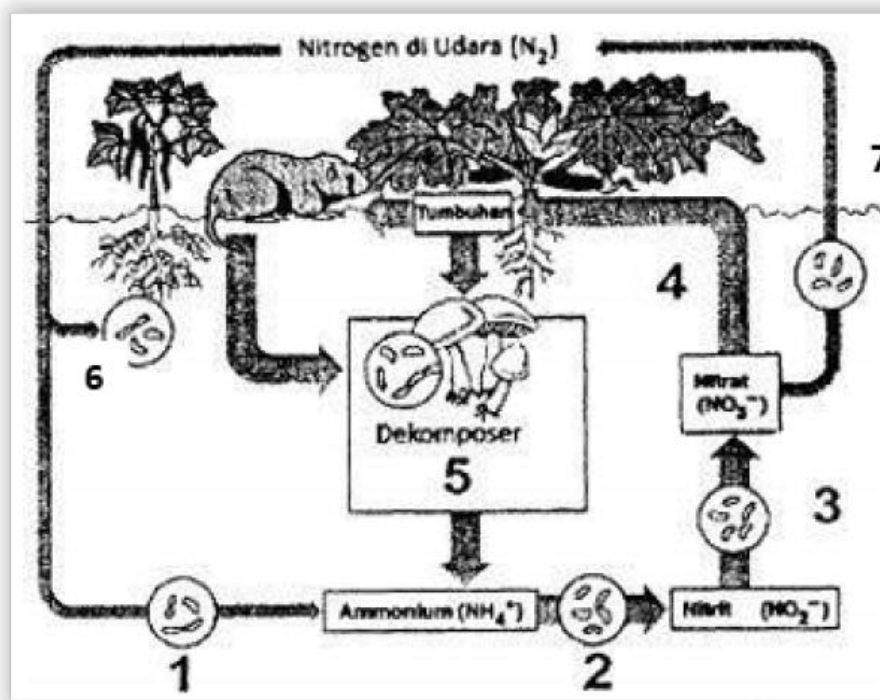 Nitrogen di Udara (N₂)
7
Tumbuhan
4
6
Nitrat
(NO₃⁻)
Dekomposer
5
3
Ammonium (NH₄⁺)
Nitrit (NO₂⁻)
1
2